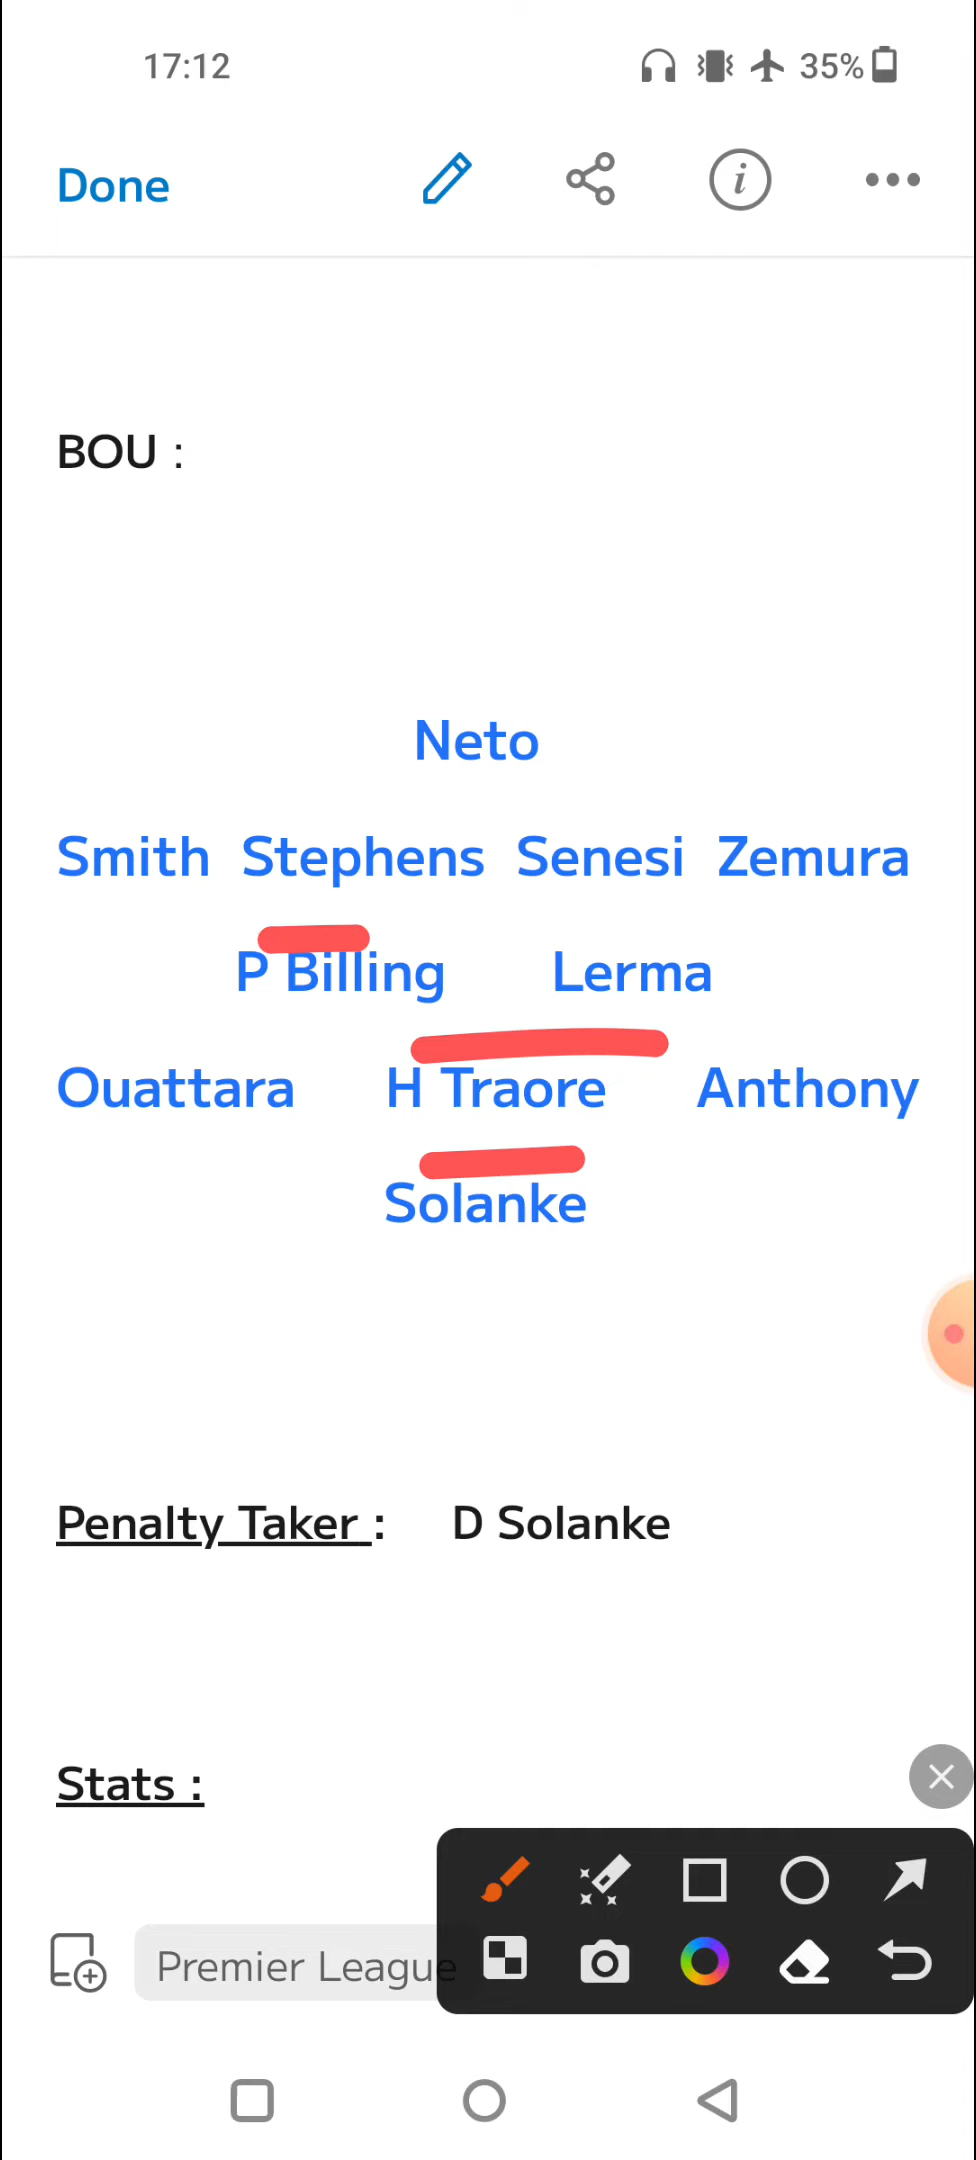 17:12 35%
Done
BOU :
Neto
Smith Stephens Senesi Zemura
P Billing Lerma
Ouattara H Traore Anthony
Solanke
Penalty Taker : D Solanke
Stats :
Premier League